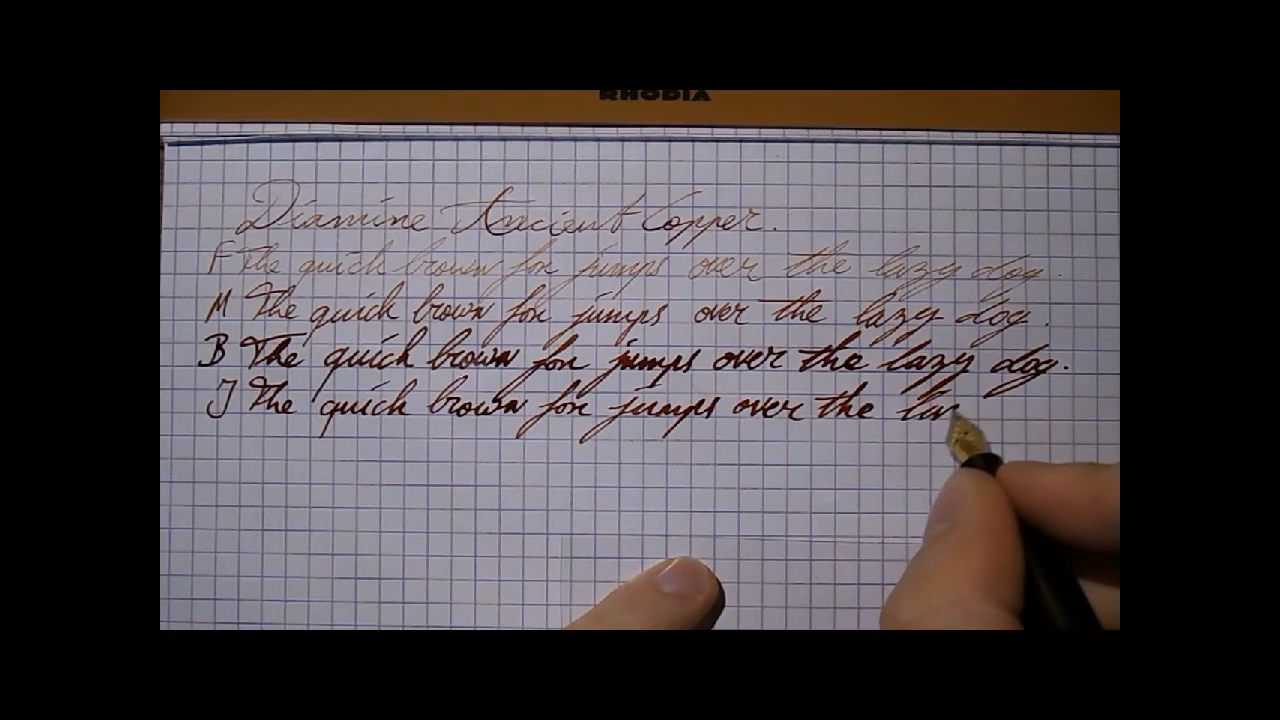 RHODIA
Diamine Ancient Copper.
F The quick brown fox jumps over the lazy dog.
M The quick brown fox jumps over the lazy dog.
B The quick brown fox jumps over the lazy dog.
J The quick brown fox jumps over the la